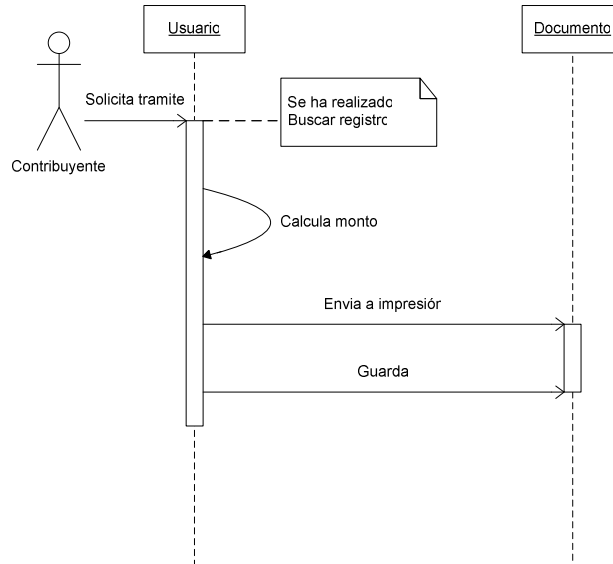 Usuario
Documento
Solicita tramite
Se ha realizado
Buscar registro
Contribuyente
Calcula monto
Envia a impresión
Guarda